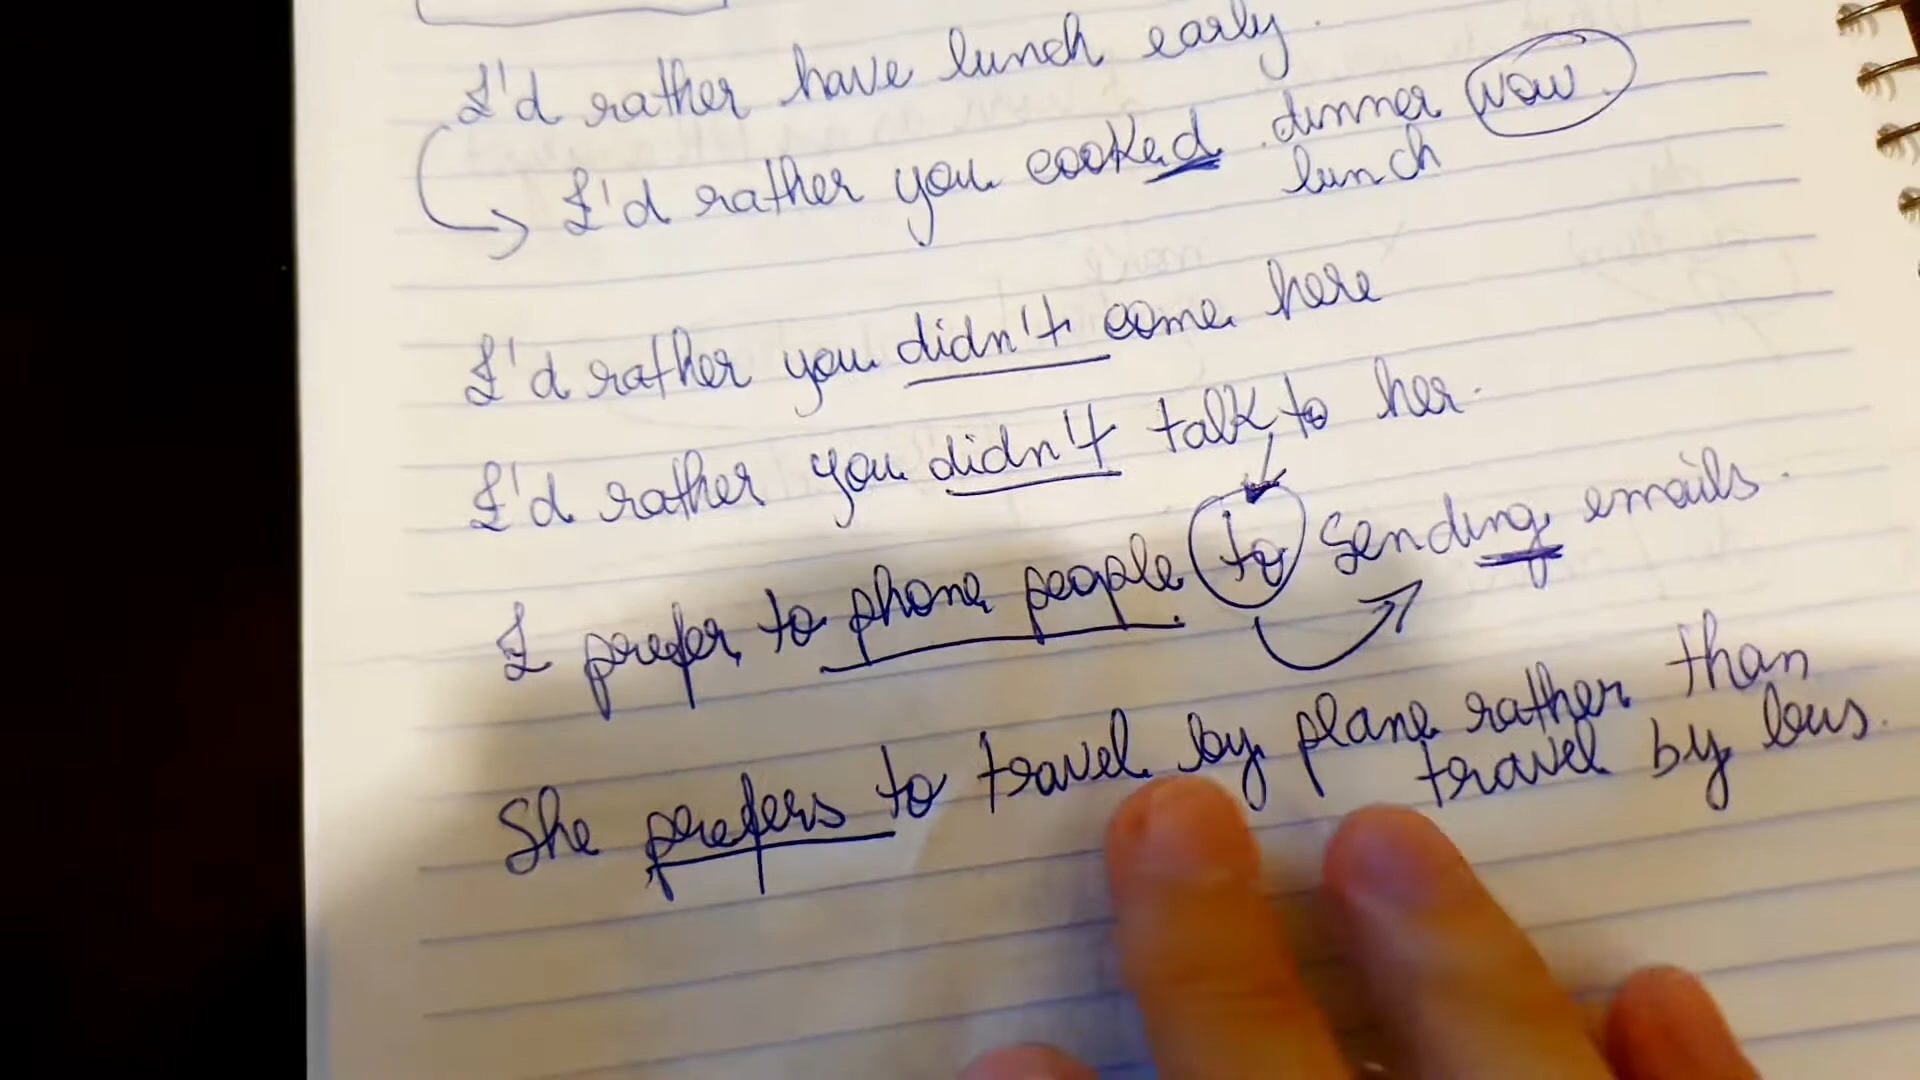 I'd rather have lunch early.
I'd rather you cooked dinner now.
lunch
I'd rather you didn't come here
I'd rather you didn't talk to her.
I prefer to phone people to sending emails.
She prefers to travel by plane rather than
travel by bus.